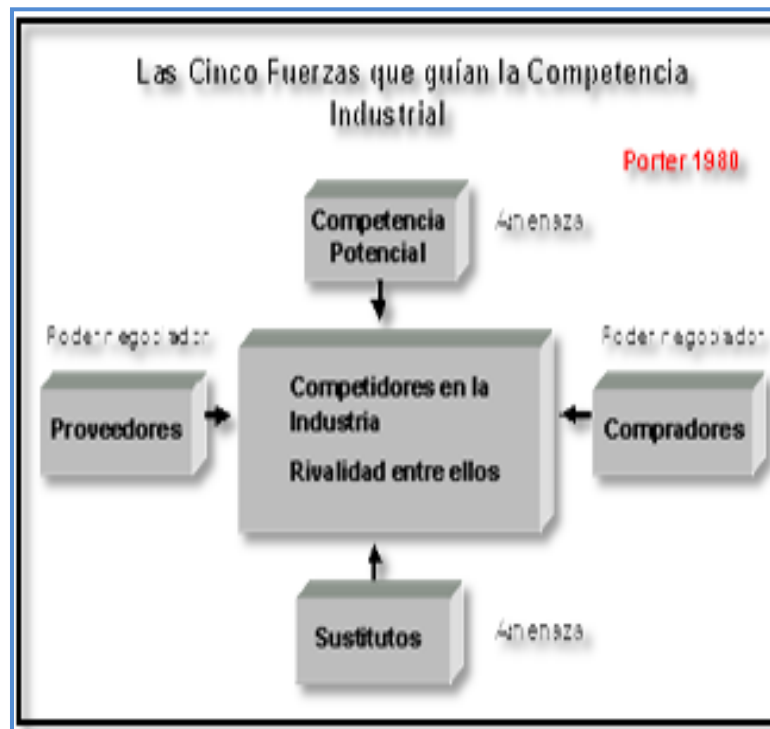 Las Cinco Fuerzas que guían la Competencia
Industrial
Porter 1980
Competencia
Potencial
Amenaza
Poder negociador
Poder negociador
Proveedores
Competidores en la
Industria
Rivalidad entre ellos
Compradores
Sustitutos
Amenaza